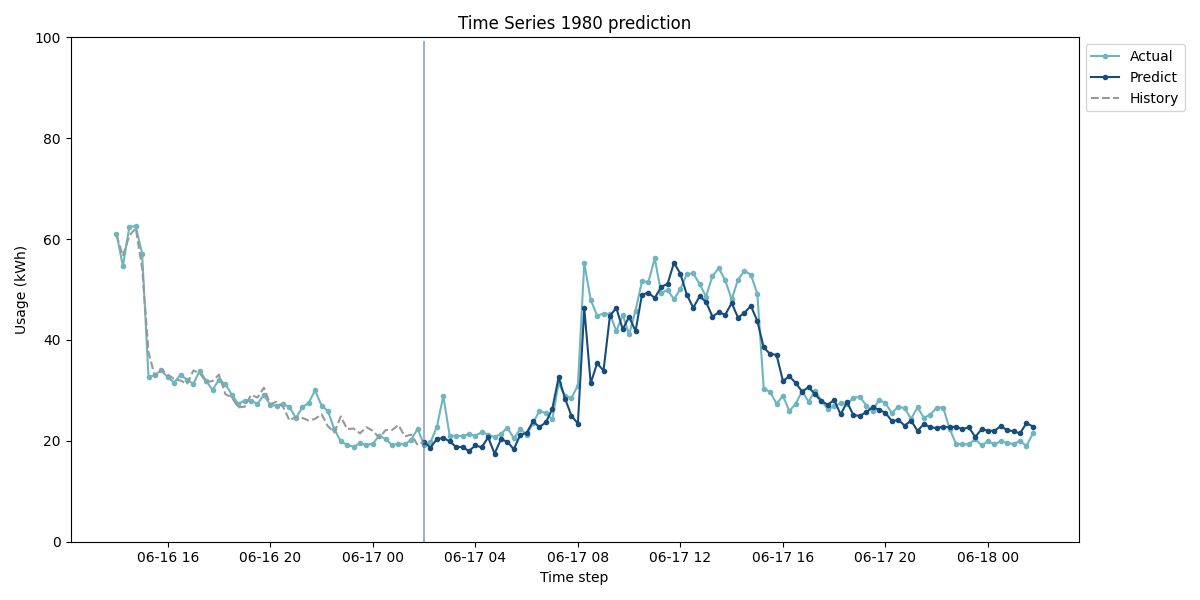 Time Series 1980 prediction
100
80
60
40
20
0
Usage (kWh)
06-16 16
06-16 20
06-17 00
06-17 04
06-17 08
06-17 12
06-17 16
06-17 20
06-18 00
Time step
Actual
Predict
History